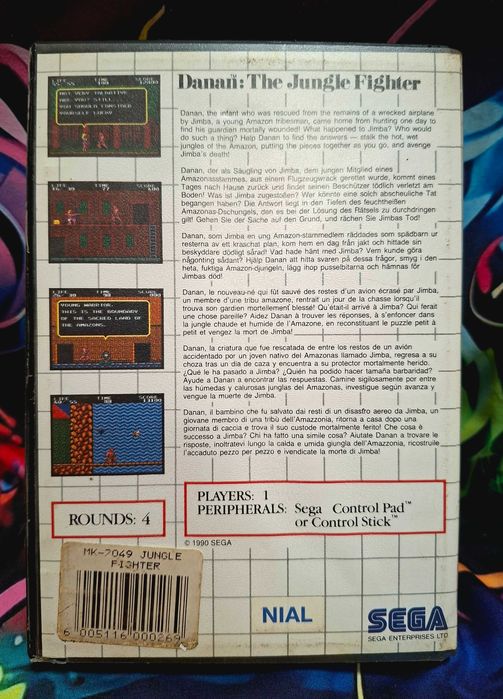 Danan™: The Jungle Fighter
LIFE TIME SCORE
NOT VERY TALKATIVE
ARE YOU? STILL...
YOU SHOULD CONSIDER
YOURSELF LUCKY
Danan, the infant who was rescued from the remains of a wrecked airplane
by Jimba, a young Amazon tribesman, came home from hunting one day to
find his guardian mortally wounded! What happened to Jimba? Who would
do such a thing? Help Danan to find the answers — stalk the hot, wet
jungles of the Amazon, putting the pieces together as you go, and avenge
Jimba's death!
Danan, der als Säugling von Jimba, dem jungen Mitglied eines
Amazonasstammes, aus einem Flugzeugwrack gerettet wurde, kommt eines
Tages nach Hause zurück und findet seinen Beschützer tödlich verletzt am
Boden! Was ist Jimba zugestoßen? Wer könnte eine solch abscheuliche Tat
begangen haben? Die Antwort liegt in den Tiefen des feuchtheißen
Amazonas-Dschungels, den es bei der Lösung des Rätsels zu durchdringen
gilt! Gehen Sie der Sache auf den Grund, und rächen Sie Jimbas Tod!
Danan, som Jimba en ung Amazon-stammedlem räddades som spädbarn ur
resterna av ett kraschat plan, kom hem en dag från jakt och hittade sin
beskyddare dödligt sårad! Vad hade hänt med Jimba? Vem kunde göra
någonting sådant? Hjälp Danan att hitta svaren på dessa frågor, smyg i den
heta, fuktiga Amazon-djungeln, lägg ihop pusselbitarna och hämnas för
Jimbas död!
LIFE TIME SCORE
YOUNG WARRIOR.
THIS IS THE BOUNDARY
OF THE SACRED LAND OF
THE AMAZONS.
Danan, le nouveau-né qui fût sauvé des restes d'un avion écrasé par Jimba,
un membre d'une tribu amazone, rentrait un jour de la chasse lorsqu'il
trouva son gardien mortellement blessé! Qu'était-il arrivé à Jimba? Qui ferait
une chose pareille? Aidez Danan à trouver les réponses, à s'enfoncer dans
la jungle chaude et humide de l'Amazone, en reconstituant le puzzle petit à
petit et vengez la mort de Jimba!
Danan, la criatura que fue rescatada de entre los restos de un avión
accidentado por un joven nativo del Amazonas llamado Jimba, regresa a su
choza tras un día de caza y encuentra a su protector mortalmente herido.
¿Qué le ha pasado a Jimba? ¿Quién ha podido hacer tamaña barbaridad?
Ayude a Danan a encontrar las respuestas. Camine sigilosamente por entre
las húmedas y calurosas junglas del Amazonas, investigue según avanza y
vengue la muerte de Jimba.
LIFE TIME SCORE
Danan, il bambino che fu salvato dai resti di un disastro aereo da Jimba, un
giovane membro di una tribù dell'Amazzonia, ritorna a casa dopo una
giornata di caccia e trova il suo custode mortalmente ferito! Che cosa è
successo a Jimba? Chi ha fatto una simile cosa? Aiutate Danan a trovare le
risposte, inoltratevi lungo la calda e umida giungla dell'Amazzonia, ricostruite
l'accaduto pezzo per pezzo e ivendicate la morte di Jimba!
ROUNDS: 4
PLAYERS: 1
PERIPHERALS: Sega Control Pad™
or Control Stick™
© 1990 SEGA
MK-7049 JUNGLE
FIGHTER
6 005116 000269
NIAL
SEGA
SEGA ENTERPRISES LTD